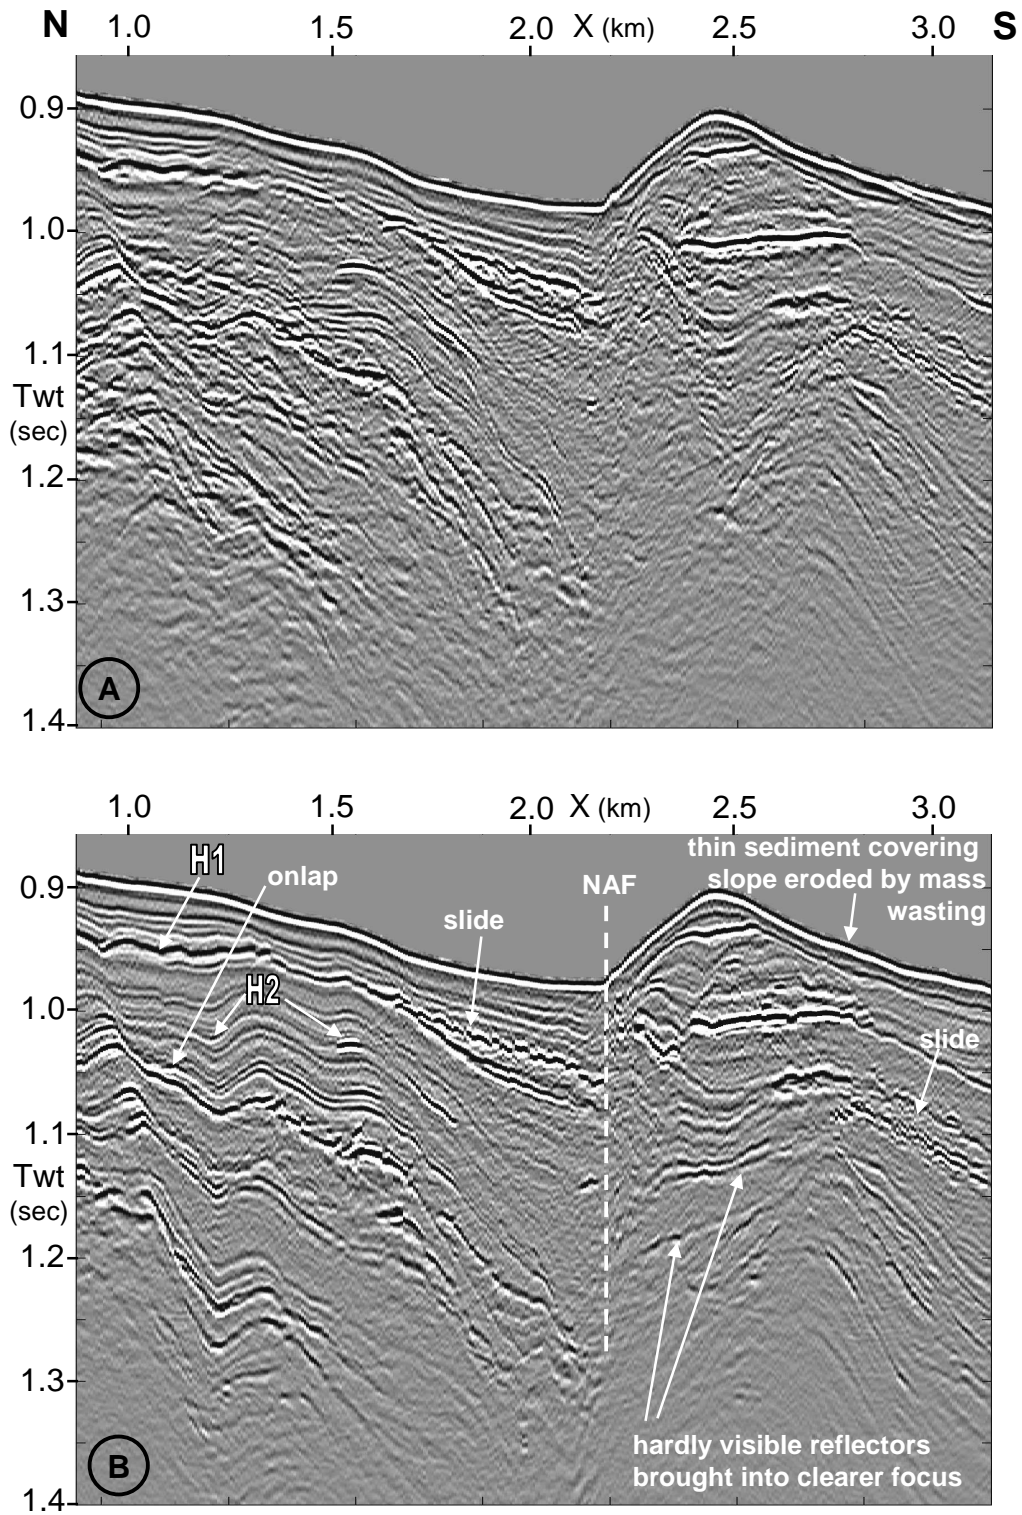 N 1.0 1.5 2.0 X (km) 2.5 3.0 S
0.9
1.0
1.1
Twt
(sec)
1.2
1.3
A
1.4
1.0 1.5 2.0 X (km) 2.5 3.0
thin sediment covering
slope eroded by mass
wasting
H1
onlap
0.9
NAF
slide
H2
1.0
slide
1.1
Twt
(sec)
1.2
1.3
hardly visible reflectors
brought into clearer focus
B
1.4